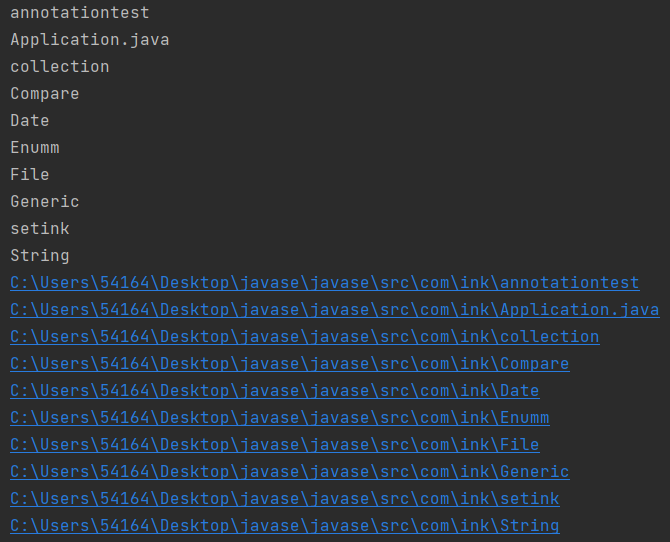 annotationtest
Application.java
collection
Compare
Date
Enumm
File
Generic
setink
String
C:\Users\54164\Desktop\javase\javase\src\com\ink\annotationtest
C:\Users\54164\Desktop\javase\javase\src\com\ink\Application.java
C:\Users\54164\Desktop\javase\javase\src\com\ink\collection
C:\Users\54164\Desktop\javase\javase\src\com\ink\Compare
C:\Users\54164\Desktop\javase\javase\src\com\ink\Date
C:\Users\54164\Desktop\javase\javase\src\com\ink\Enumm
C:\Users\54164\Desktop\javase\javase\src\com\ink\File
C:\Users\54164\Desktop\javase\javase\src\com\ink\Generic
C:\Users\54164\Desktop\javase\javase\src\com\ink\setink
C:\Users\54164\Desktop\javase\javase\src\com\ink\String